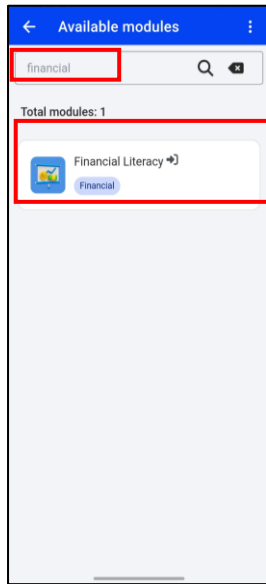 Available modules
financial
Total modules: 1
Financial Literacy
Financial